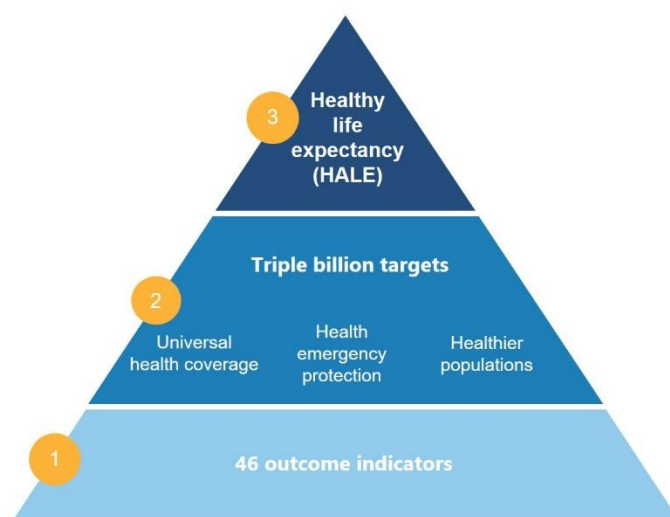 3
Healthy
life
expectancy
(HALE)
Triple billion targets
2
Universal
health coverage
Health
emergency
protection
Healthier
populations
1
46 outcome indicators